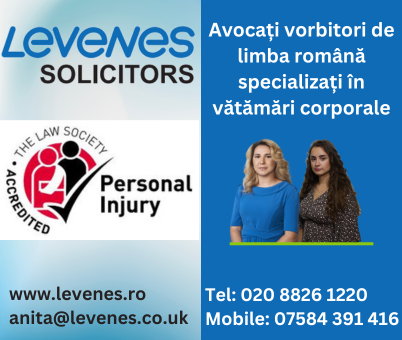 LEVENES
SOLICITORS
Avocați vorbitori de
limba română
specializați în
vătămări corporale
THE LAW SOCIETY
ACCREDITED
Personal
Injury
www.levenes.ro
anita@levenes.co.uk
Tel: 020 8826 1220
Mobile: 07584 391 416